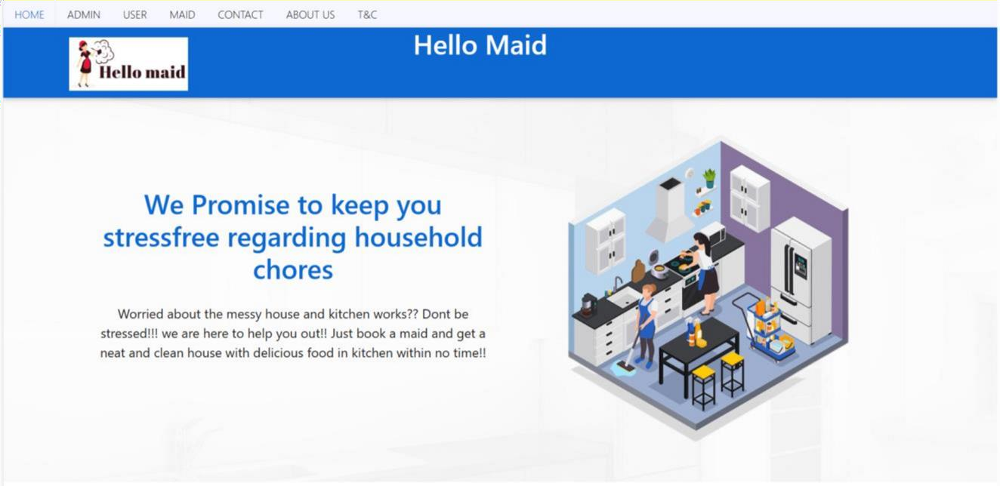 HOME ADMIN USER MAID CONTACT ABOUT US T&C
Hello Maid
Hello maid
We Promise to keep you
stressfree regarding household
chores
Worried about the messy house and kitchen works?? Dont be
stressed!!! we are here to help you out!! Just book a maid and get a
neat and clean house with delicious food in kitchen within no time!!